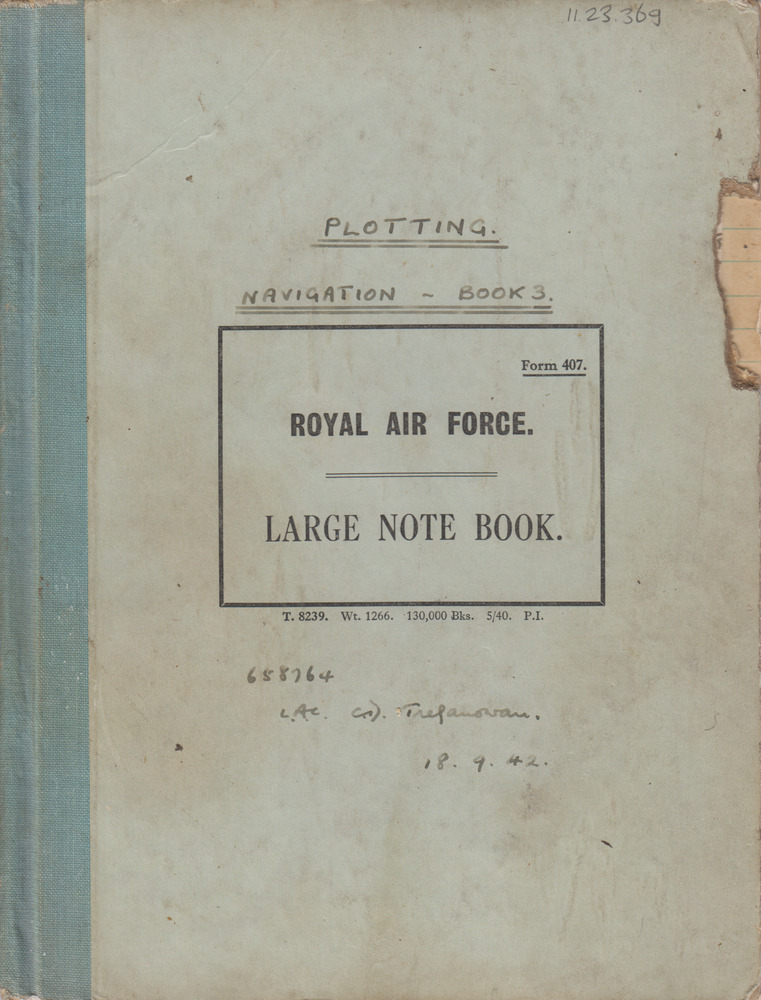 11.23.369
PLOTTING.
NAVIGATION - BOOK 3.
Form 407.
ROYAL AIR FORCE.
LARGE NOTE BOOK.
T. 8239. Wt. 1266. 130,000 Bks. 5/40. P.I.
658764
LAC.
18. 9. 42.